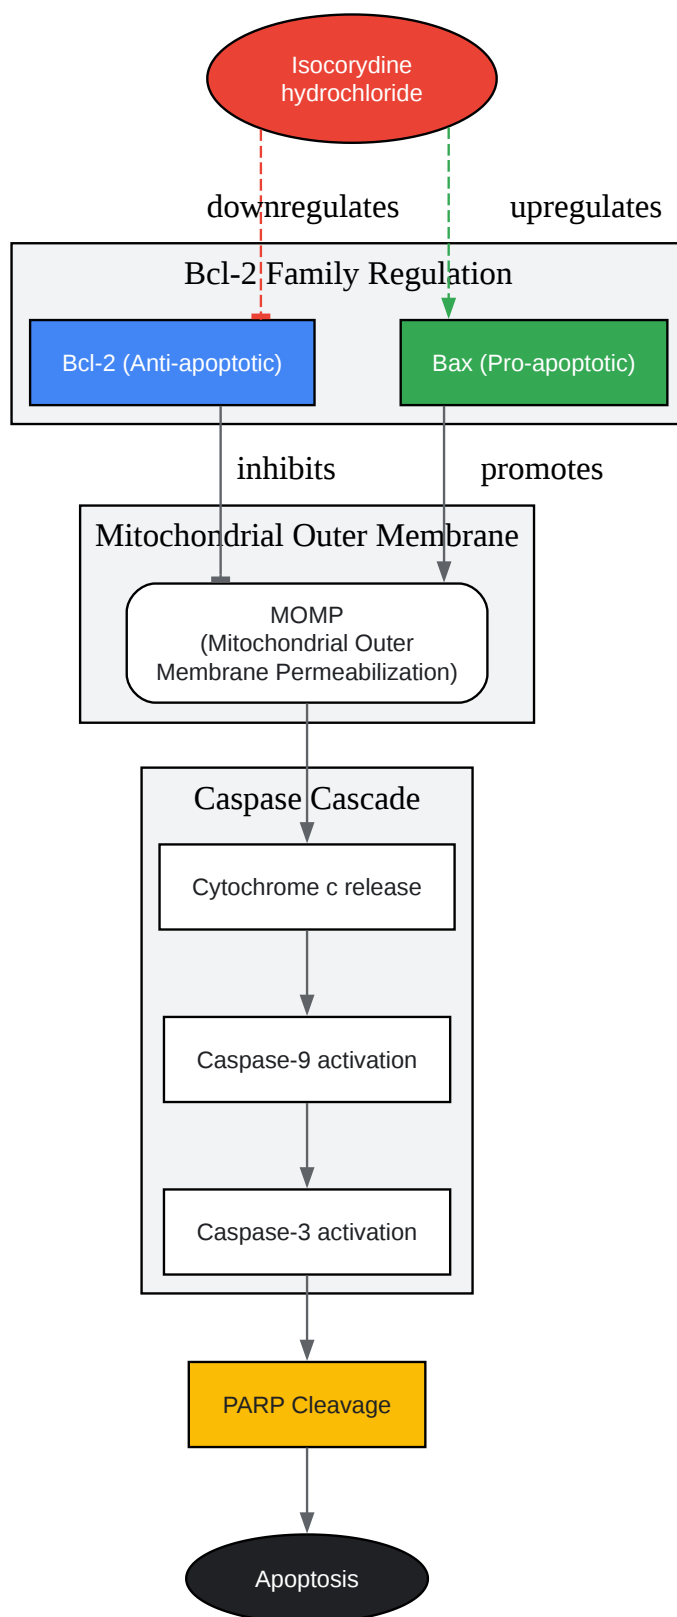 Isocorydine
hydrochloride
downregulates
upregulates
Bcl-2 Family Regulation
Bcl-2 (Anti-apoptotic)
Bax (Pro-apoptotic)
inhibits
promotes
Mitochondrial Outer Membrane
MOMP
(Mitochondrial Outer
Membrane Permeabilization)
Caspase Cascade
Cytochrome c release
Caspase-9 activation
Caspase-3 activation
PARP Cleavage
Apoptosis